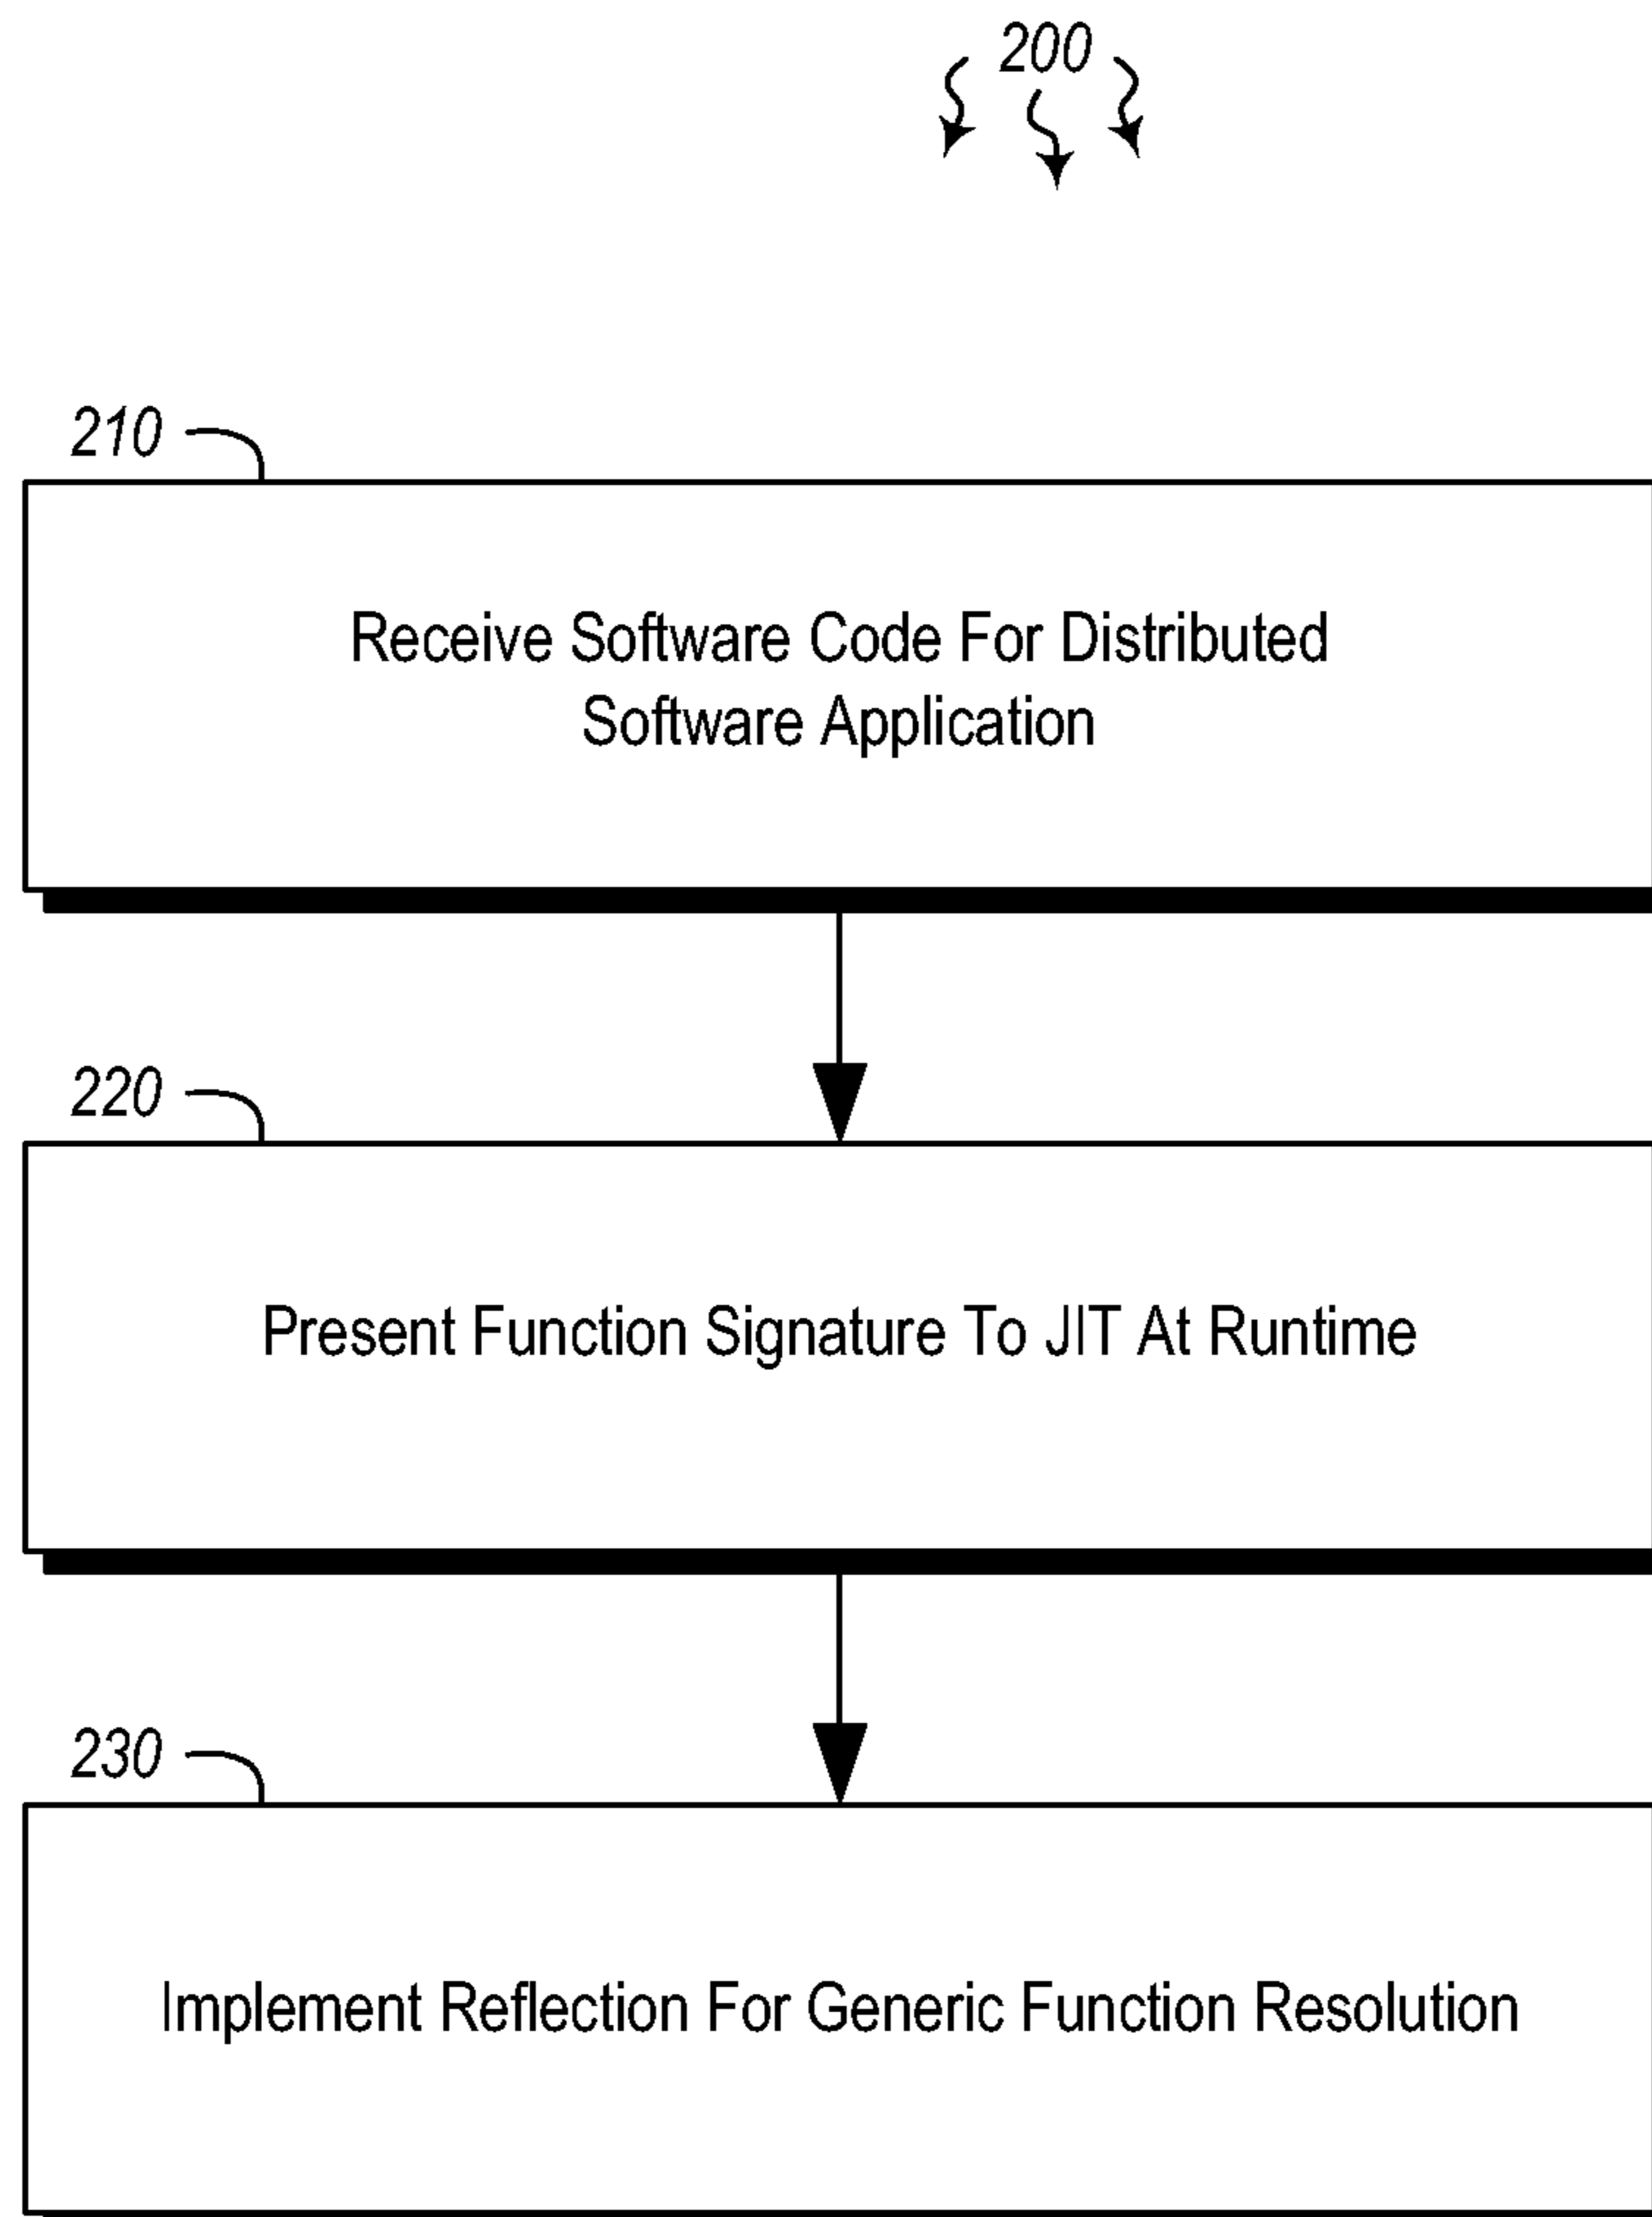 200
210
Receive Software Code For Distributed
Software Application
220
Present Function Signature To JIT At Runtime
230
Implement Reflection For Generic Function Resolution